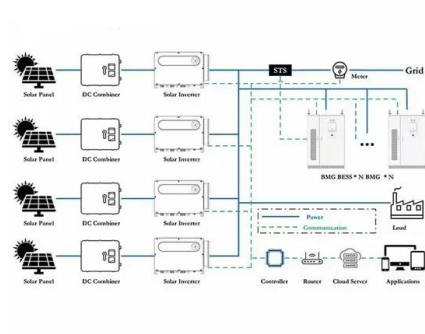 STS
Meter
Grid
Solar Panel
DC Combiner
Solar Inverter
Solar Panel
DC Combiner
Solar Inverter
BMG BESS * N BMG * N
Solar Panel
DC Combiner
Solar Inverter
Power
Communication
Load
Solar Panel
DC Combiner
Solar Inverter
Controller
Router
Cloud Server
Applications